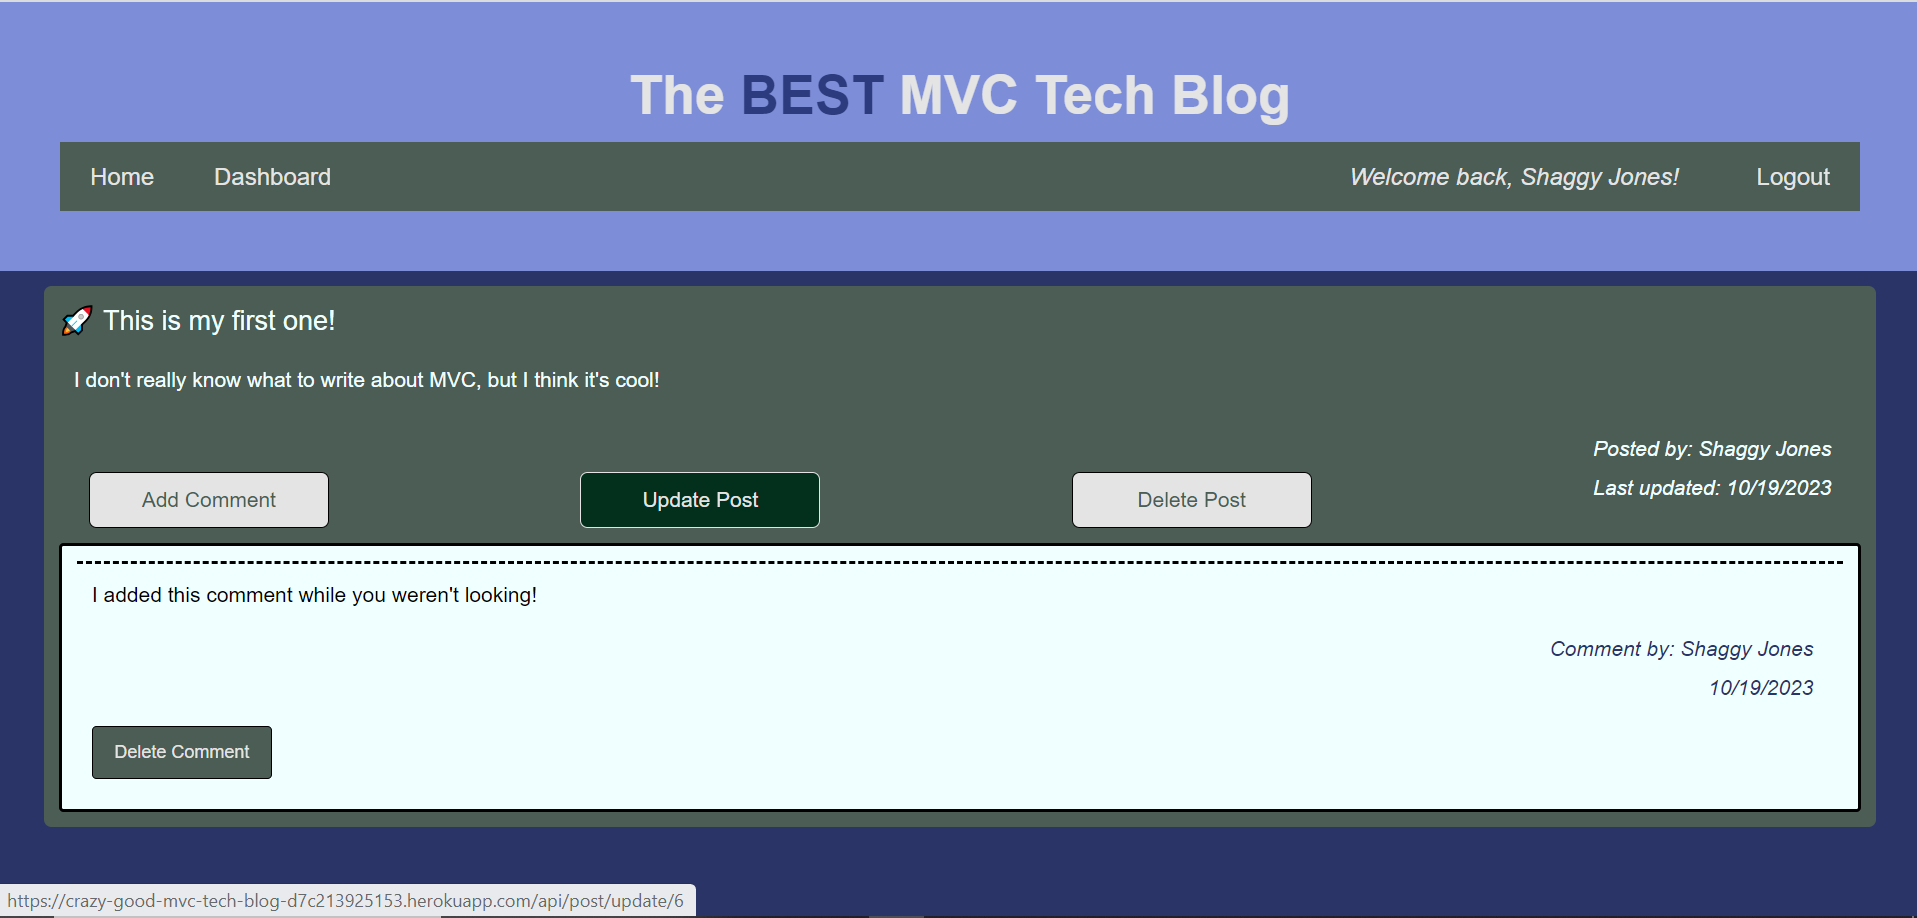 The BEST MVC Tech Blog
Home Dashboard Welcome back, Shaggy Jones! Logout
This is my first one!
I don't really know what to write about MVC, but I think it's cool!
Posted by: Shaggy Jones
Last updated: 10/19/2023
Add Comment Update Post Delete Post
I added this comment while you weren't looking!
Comment by: Shaggy Jones
10/19/2023
Delete Comment
https://crazy-good-mvc-tech-blog-d7c213925153.herokuapp.com/api/post/update/6